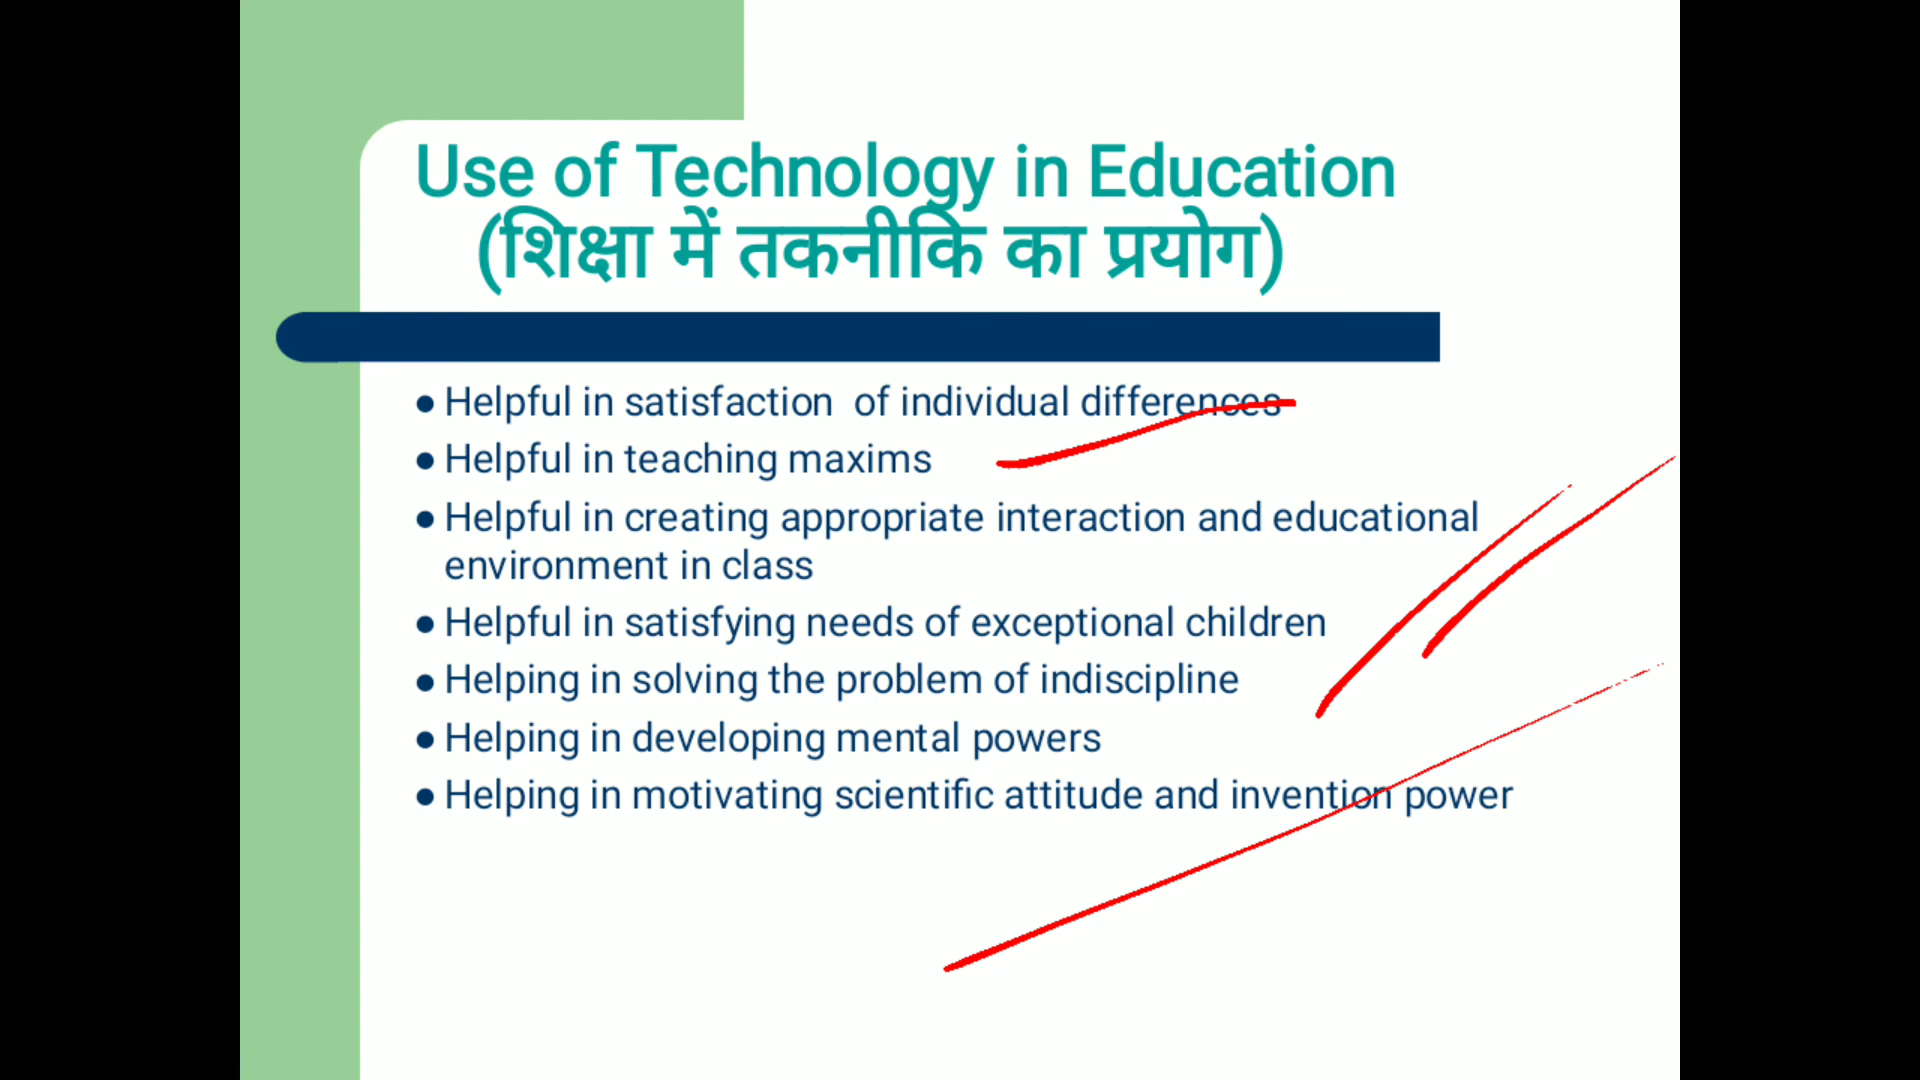 Use of Technology in Education
(शिक्षा में तकनीकि का प्रयोग)
● Helpful in satisfaction of individual differences
● Helpful in teaching maxims
● Helpful in creating appropriate interaction and educational
environment in class
● Helpful in satisfying needs of exceptional children
● Helping in solving the problem of indiscipline
● Helping in developing mental powers
● Helping in motivating scientific attitude and invention power